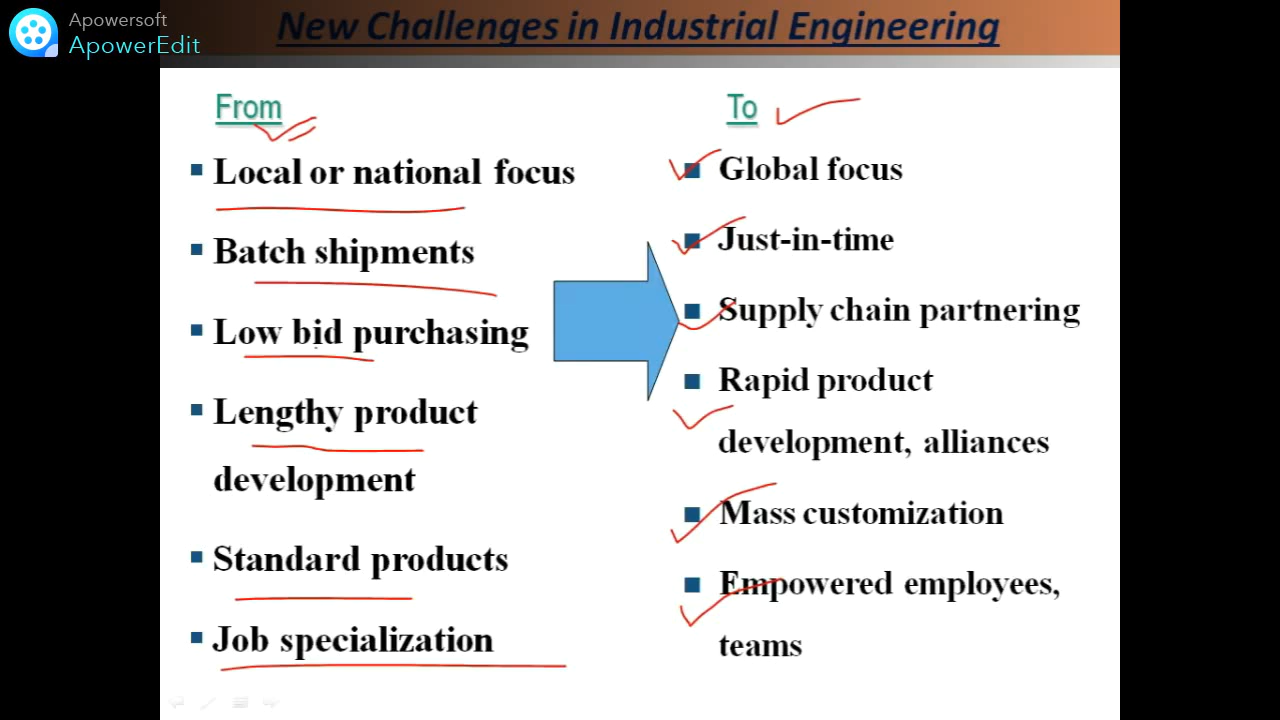 Apowersoft
ApowerEdit
New Challenges in Industrial Engineering
From
Local or national focus
Batch shipments
Low bid purchasing
Lengthy product
development
Standard products
Job specialization
To
Global focus
Just-in-time
Supply chain partnering
Rapid product
development, alliances
Mass customization
Empowered employees,
teams